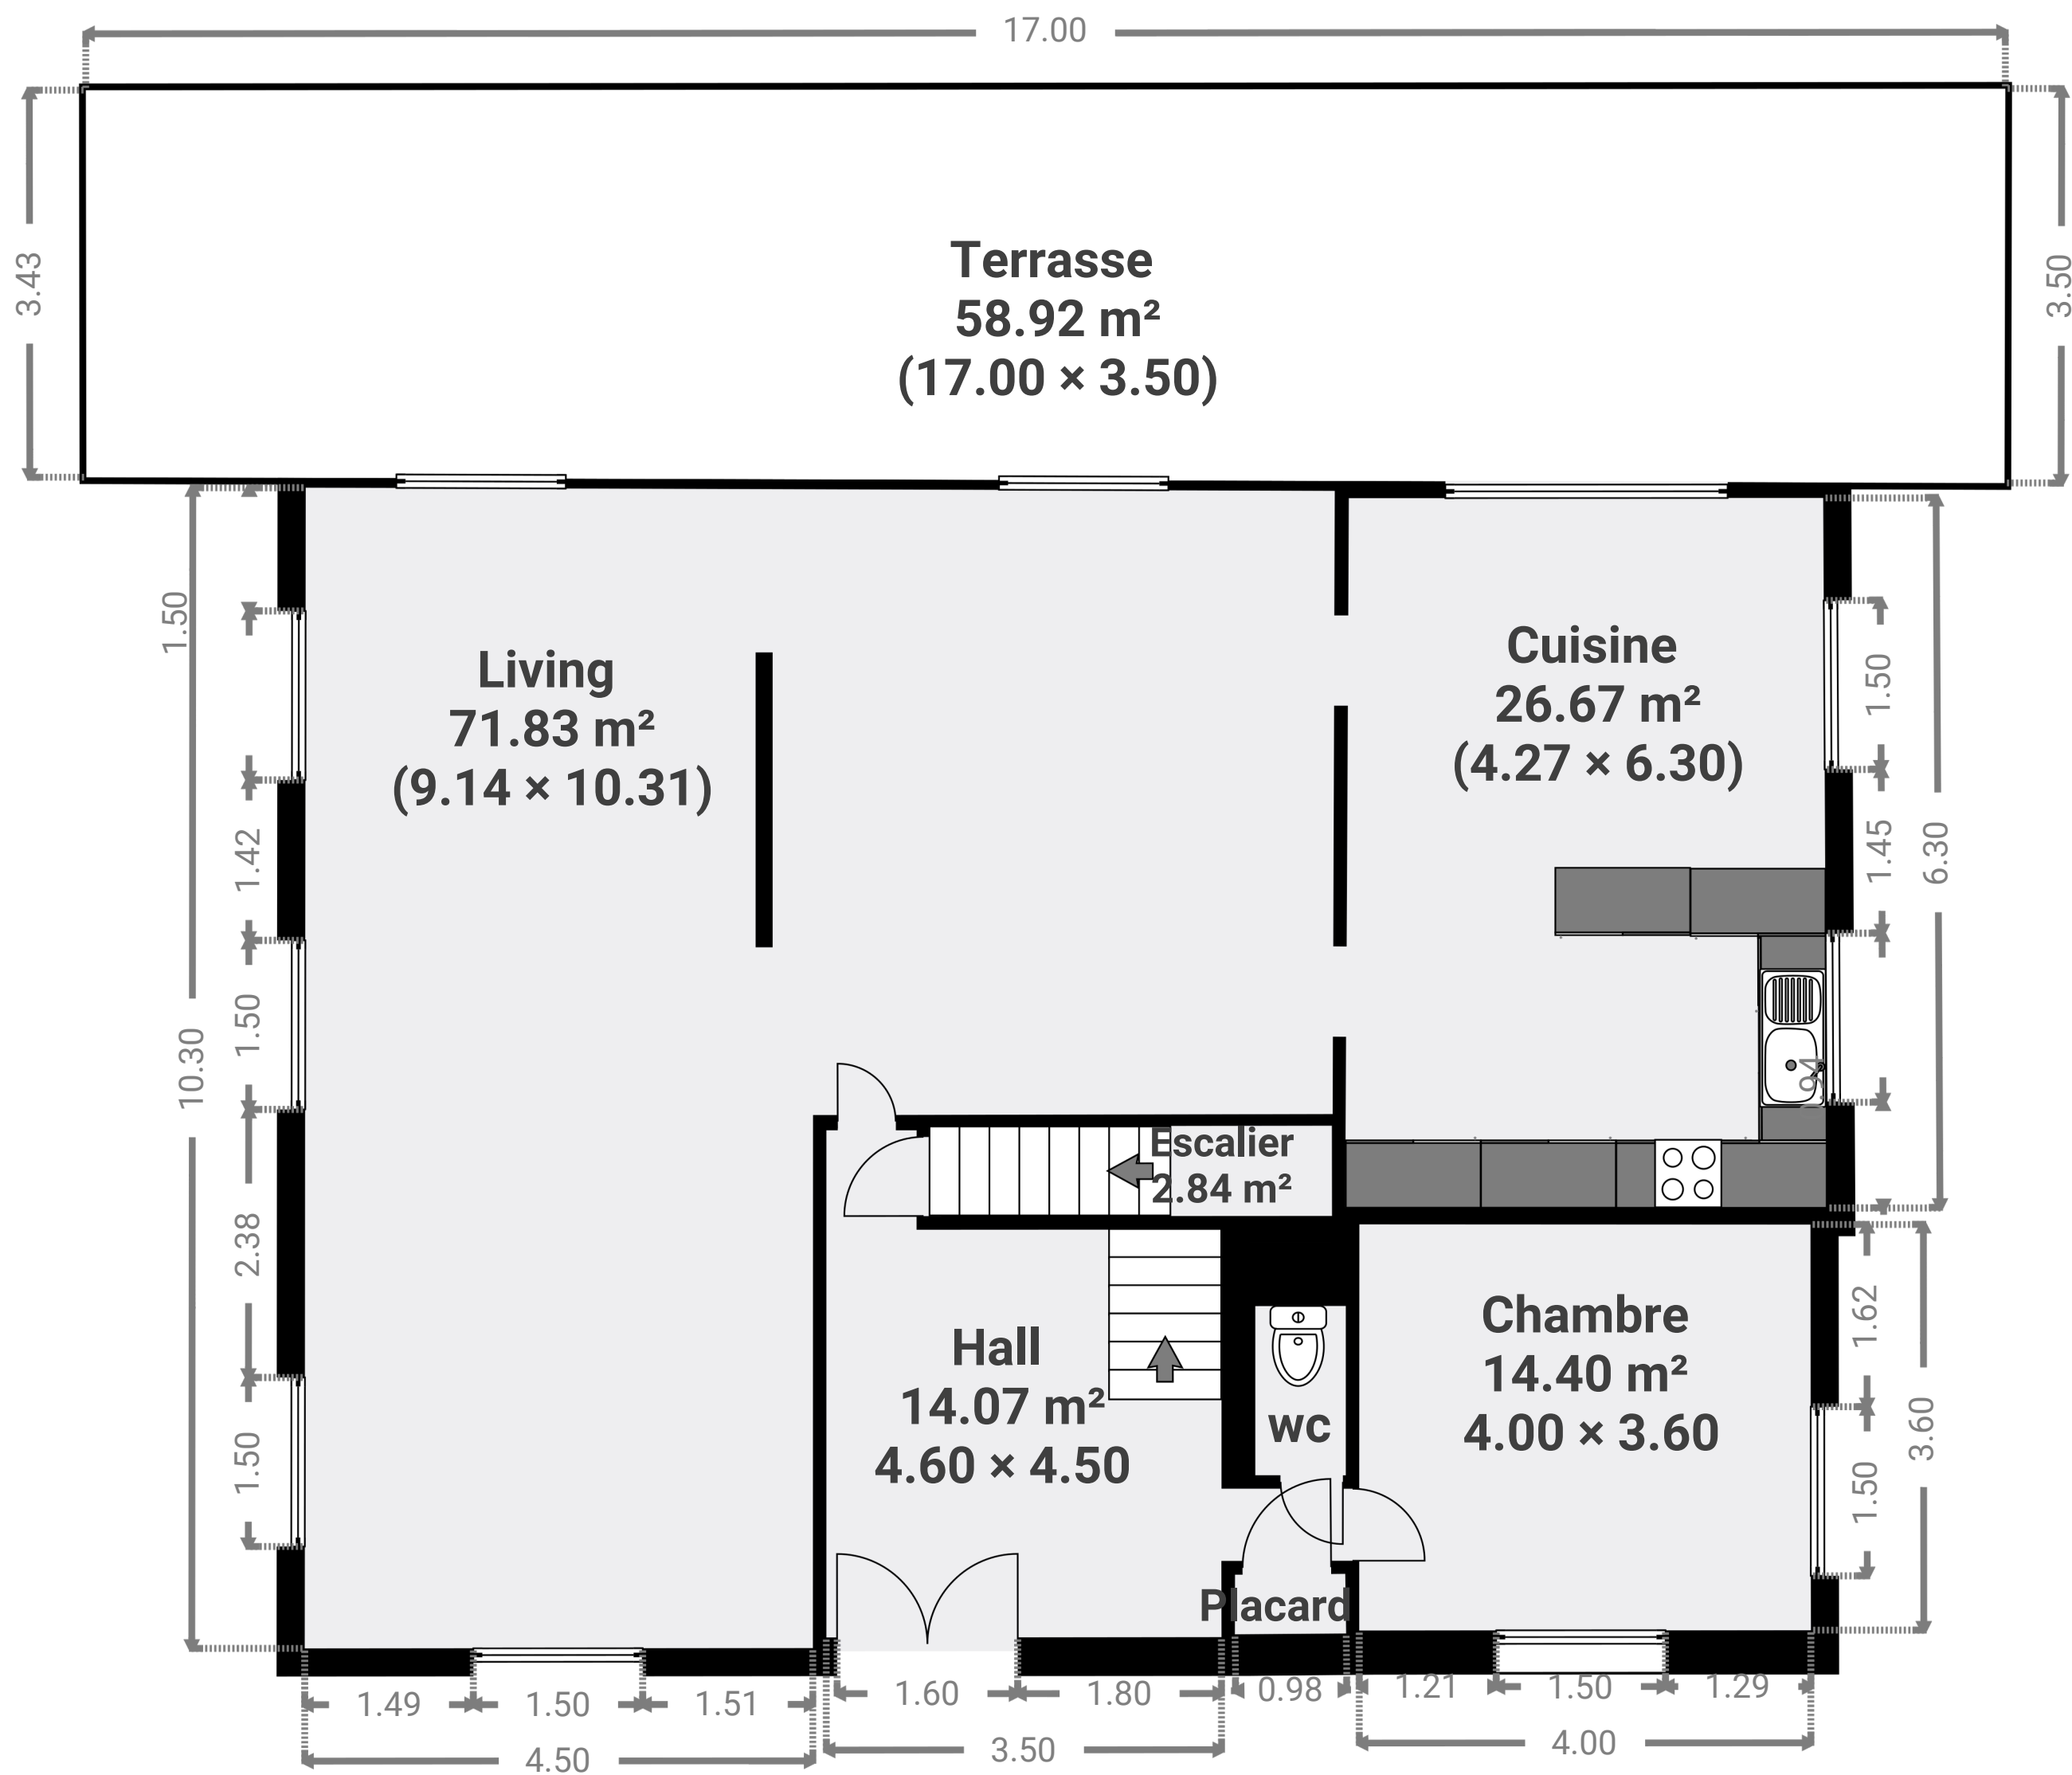 17.00
3.43
3.50
Terrasse
58.92 m²
(17.00 × 3.50)
1.50
Living
71.83 m²
(9.14 × 10.31)
Cuisine
26.67 m²
(4.27 × 6.30)
1.50
1.42
1.45
6.30
1.50
10.30
.94
Escalier
2.84 m²
2.38
Hall
14.07 m²
4.60 × 4.50
wc
Chambre
14.40 m²
4.00 × 3.60
1.62
3.60
1.50
1.50
Placard
1.49
1.50
1.51
1.60
1.80
0.98
1.21
1.50
1.29
4.50
3.50
4.00